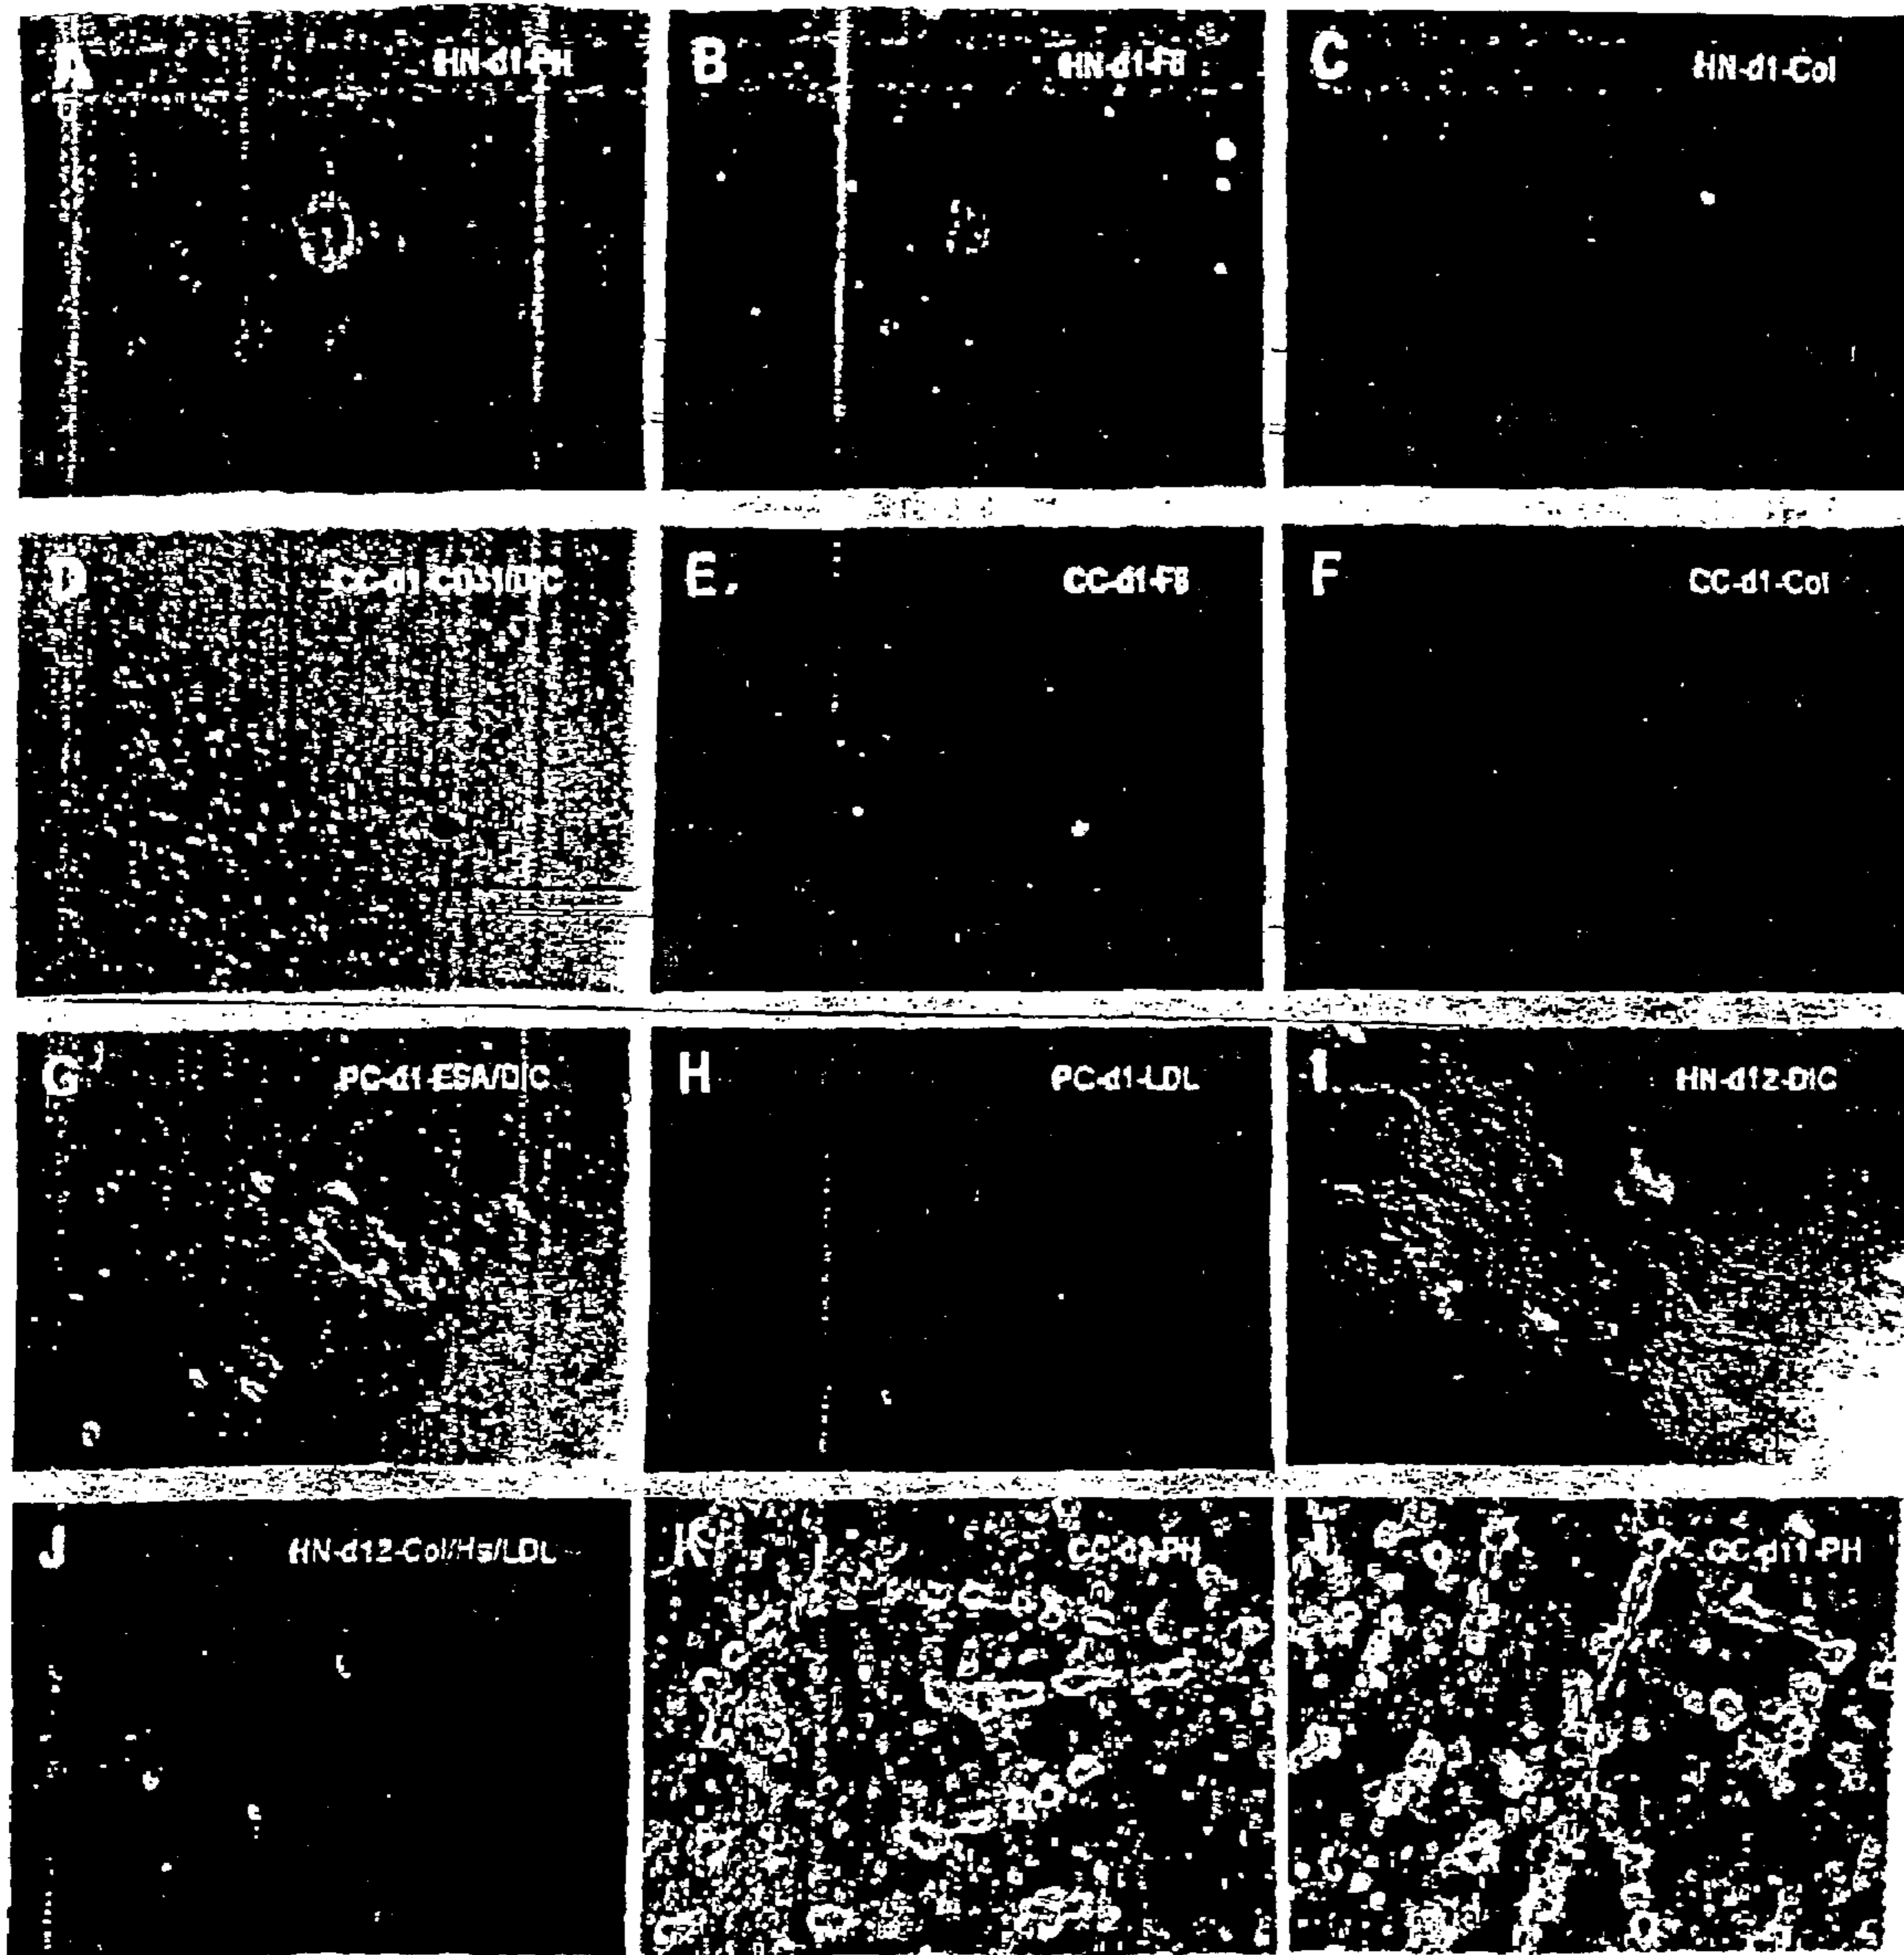 A HN-d1-PH
B HN-d1-F8
C HN-d1-Col
D CC-d1-CD31/DIC
E CC-d1-F8
F CC-d1-Col
G PC-d1-ESA/DIC
H PC-d1-LDL
I HN-d12-DIC
J HN-d12-Col/Hs/LDL
K PH
L CC-d11-PH